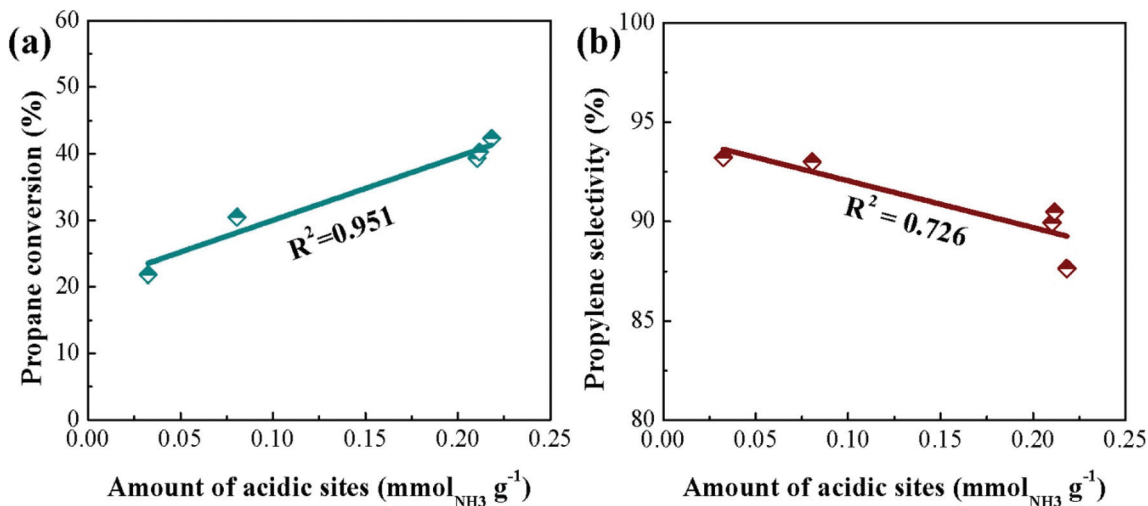 (a)
60
50
40
30
20
10
0
Propane conversion (%)
R²=0.951
0.00 0.05 0.10 0.15 0.20 0.25
Amount of acidic sites (mmol_NH3 g⁻¹)
(b)
100
95
90
85
80
Propylene selectivity (%)
R² = 0.726
0.00 0.05 0.10 0.15 0.20 0.25
Amount of acidic sites (mmol_NH3 g⁻¹)